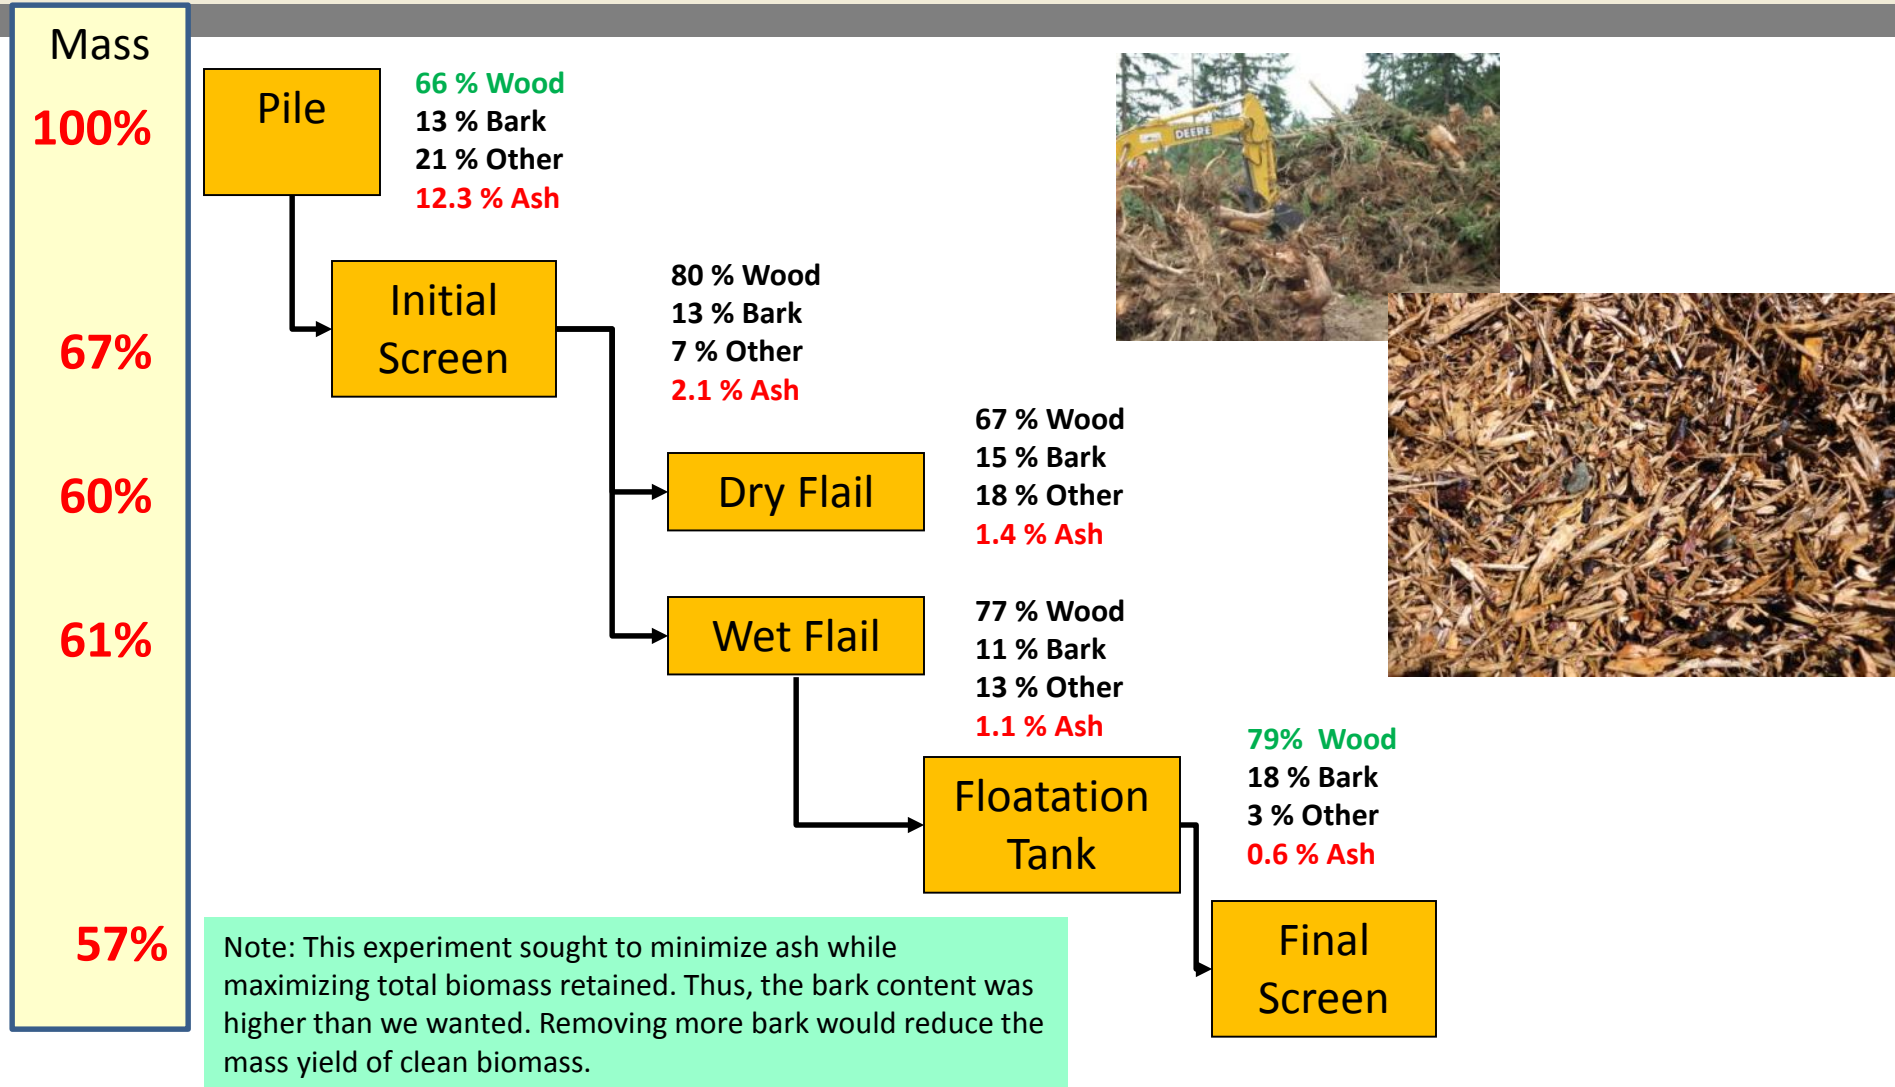 Mass
100%
67%
60%
61%
57%
Pile
66 % Wood
13 % Bark
21 % Other
12.3 % Ash
Initial
Screen
80 % Wood
13 % Bark
7 % Other
2.1 % Ash
Dry Flail
67 % Wood
15 % Bark
18 % Other
1.4 % Ash
Wet Flail
77 % Wood
11 % Bark
13 % Other
1.1 % Ash
Floatation
Tank
79%  Wood
18 % Bark
3 % Other
0.6 % Ash
Final
Screen
Note: This experiment sought to minimize ash while
maximizing total biomass retained. Thus, the bark content was
higher than we wanted. Removing more bark would reduce the
mass yield of clean biomass.
DEERE